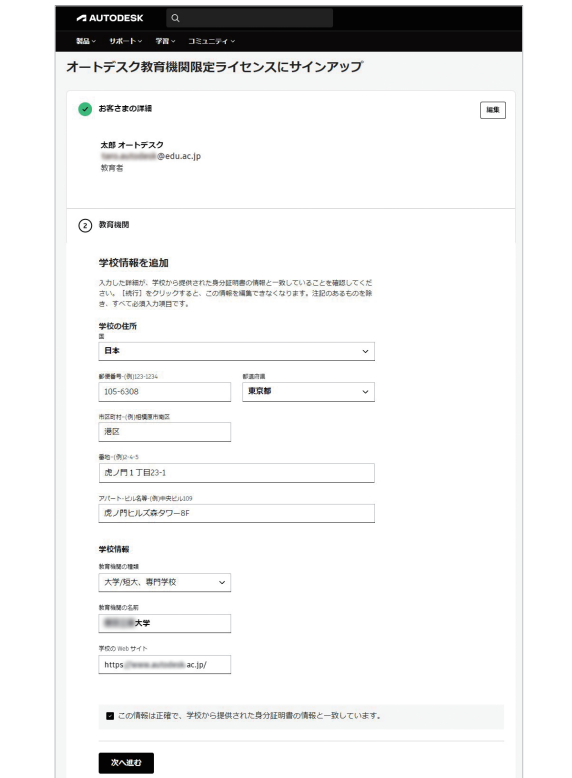 AUTODESK
製品 サポート 学習 コミュニティ
オートデスク教育機関限定ライセンスにサインアップ
お客さまの詳細
編集
太郎 オートデスク
@edu.ac.jp
教育者
2 教育機関
学校情報を追加
入力した詳細が、学校から提供された身分証明書の情報と一致していることを確認してくだ
さい。［続行］をクリックすると、この情報を編集できなくなります。注記のあるものを除
き、すべて必須入力項目です。
学校の住所
国
日本
郵便番号-(例)123-1234 都道府県
105-6308 東京都
市区町村-(例)相模原市南区
港区
番地-(例)2-4-5
虎ノ門１丁目23-1
アパート-ビル名等-(例)中央ビル109
虎ノ門ヒルズ森タワー8F
学校情報
教育機関の種類
大学/短大、専門学校
教育機関の名前
大学
学校の Web サイト
https ac.jp/
この情報は正確で、学校から提供された身分証明書の情報と一致しています。
次へ進む